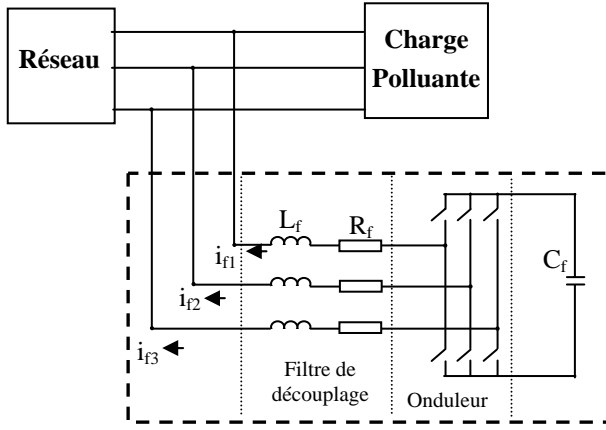 Réseau
Charge
Polluante
L_f
R_f
C_f
i_f1
i_f2
i_f3
Filtre de
découplage
Onduleur